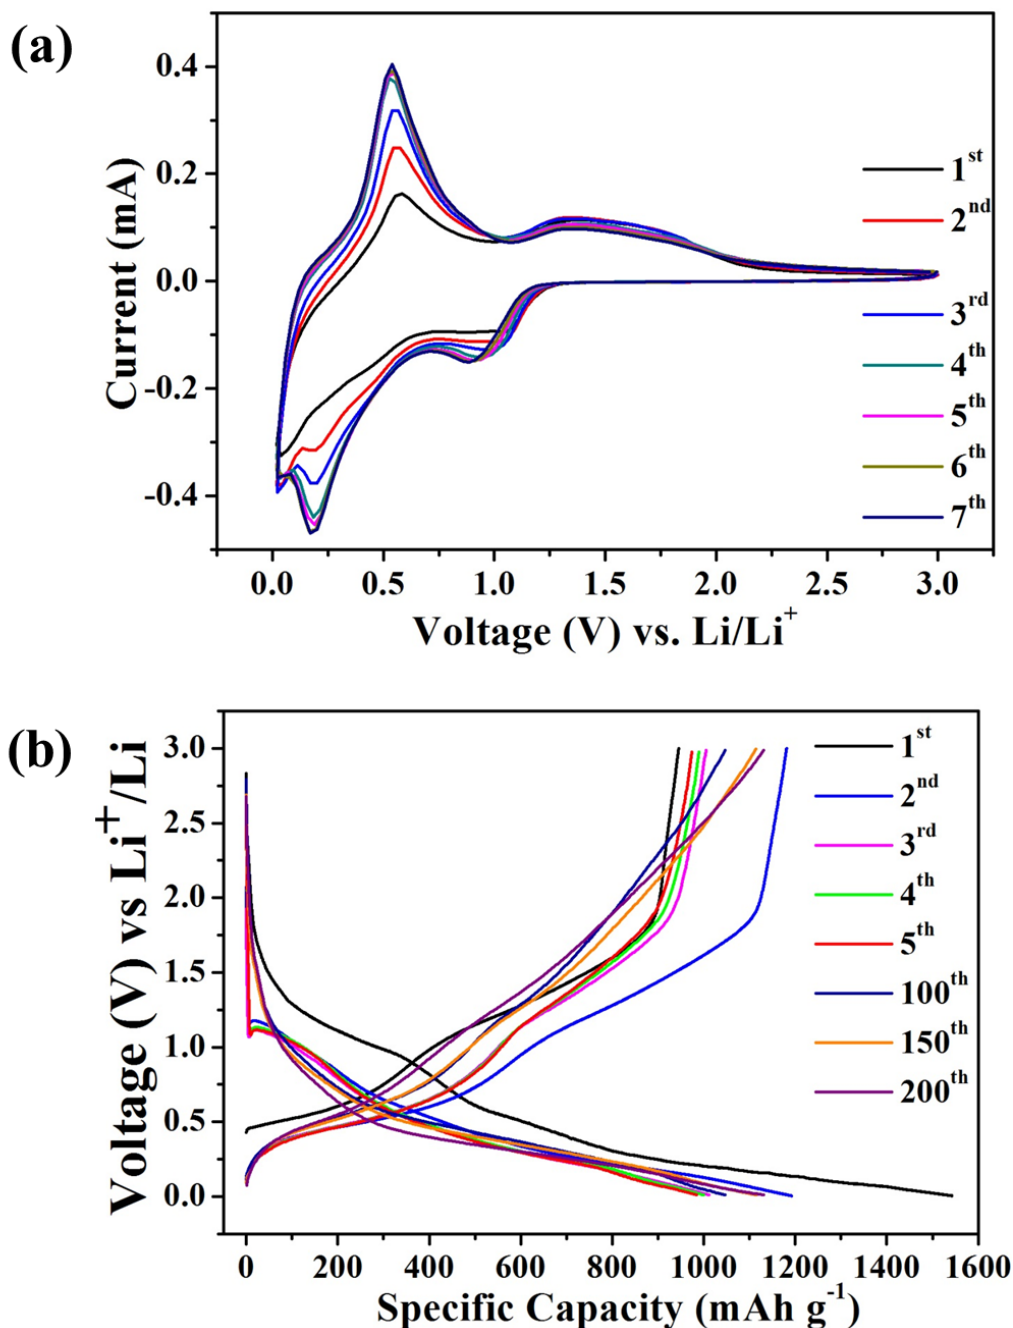 (a)
Current (mA)
0.4
0.2
0.0
-0.2
-0.4
1st
2nd
3rd
4th
5th
6th
7th
0.0 0.5 1.0 1.5 2.0 2.5 3.0
Voltage (V) vs. Li/Li+
(b)
Voltage (V) vs Li+/Li
3.0
2.5
2.0
1.5
1.0
0.5
0.0
1st
2nd
3rd
4th
5th
100th
150th
200th
0 200 400 600 800 1000 1200 1400 1600
Specific Capacity (mAh g-1)